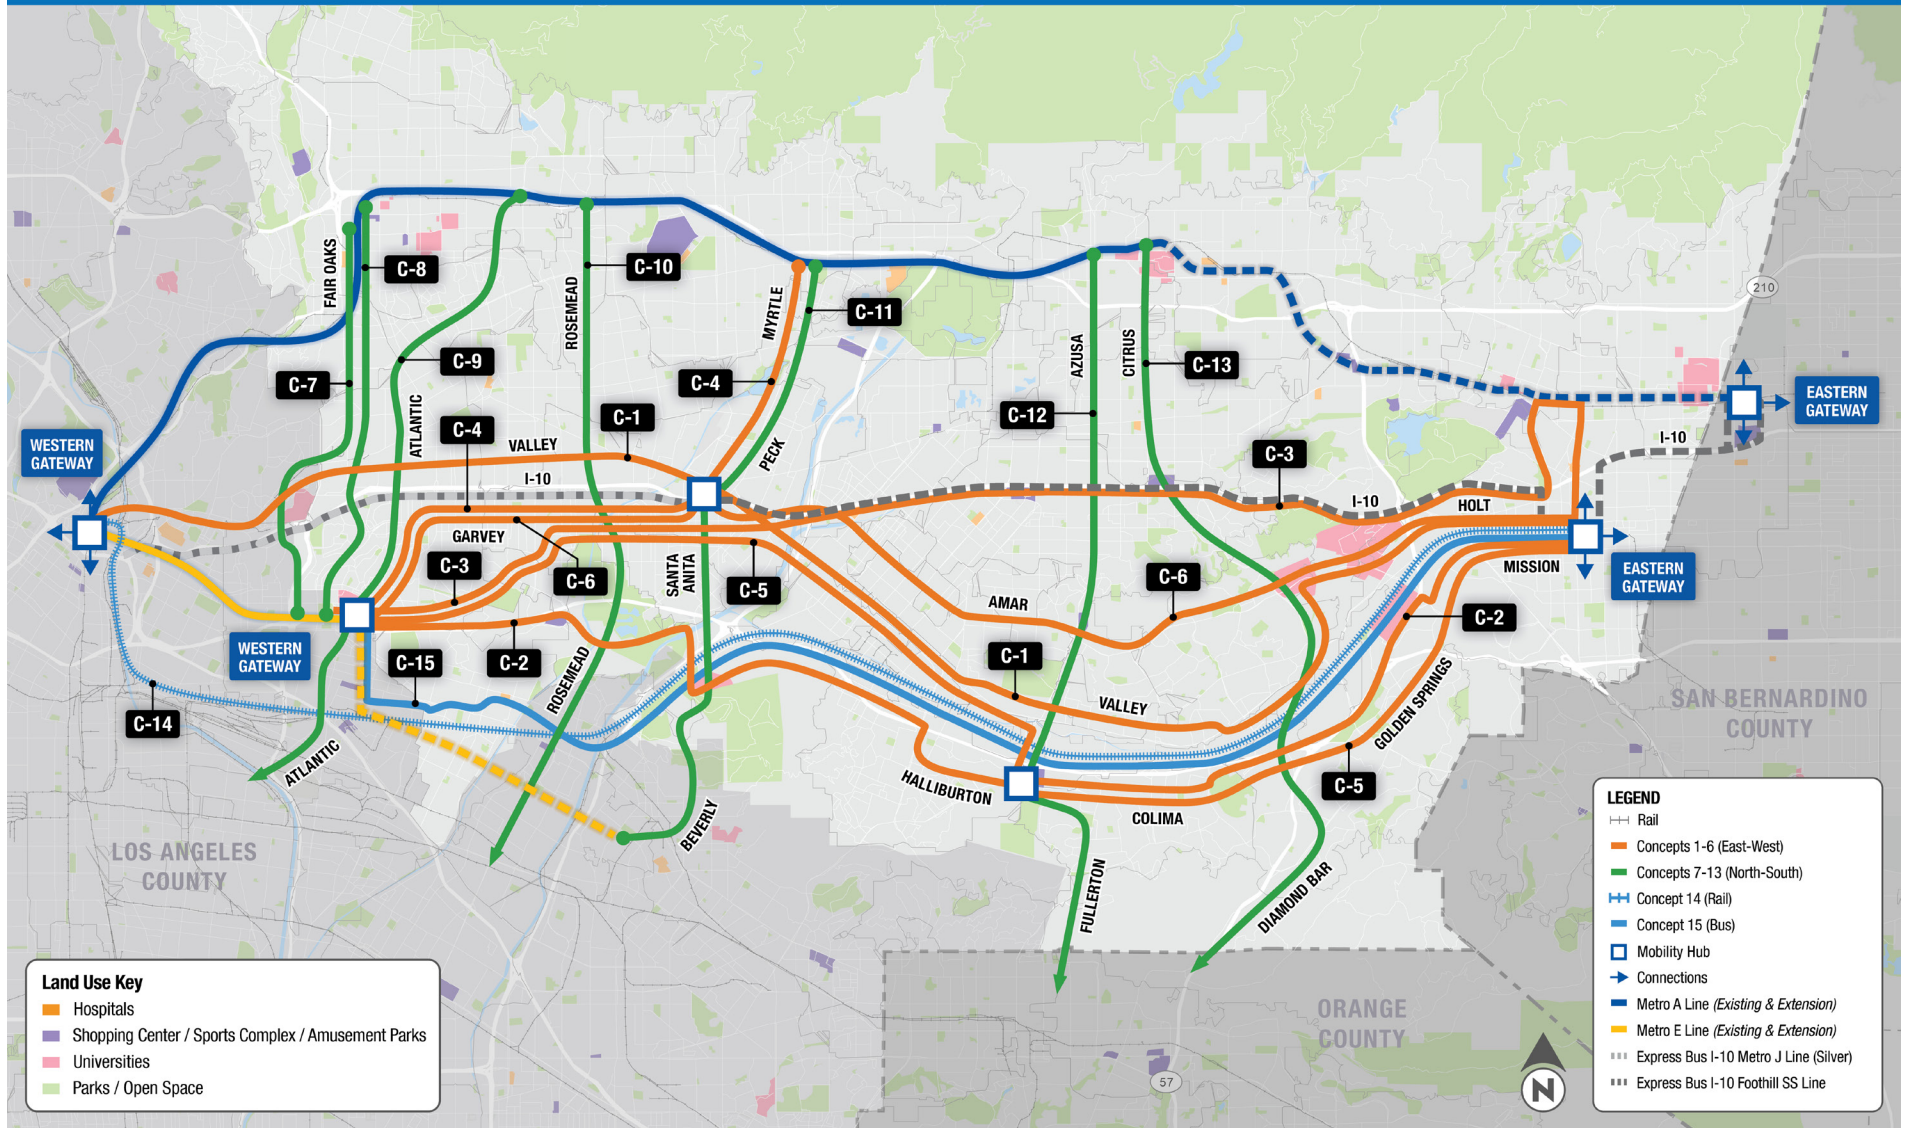 FAIR OAKS
C-8
C-7
C-9
ATLANTIC
C-4
VALLEY
I-10
GARVEY
C-3
C-6
C-2
C-15
C-14
ATLANTIC
WESTERN
GATEWAY
WESTERN
GATEWAY
ROSEMEAD
C-10
C-1
MYRTLE
C-4
C-11
PECK
SANTA
ANITA
C-5
ROSEMEAD
BEVERLY
AZUSA
CITRUS
C-12
C-13
C-3
I-10
HOLT
I-10
210
EASTERN
GATEWAY
EASTERN
GATEWAY
MISSION
AMAR
C-6
C-1
VALLEY
C-2
GOLDEN SPRINGS
C-5
HALLIBURTON
COLIMA
FULLERTON
DIAMOND BAR
57
LOS ANGELES
COUNTY
SAN BERNARDINO
COUNTY
ORANGE
COUNTY
N
Land Use Key
Hospitals
Shopping Center / Sports Complex / Amusement Parks
Universities
Parks / Open Space
LEGEND
Rail
Concepts 1-6 (East-West)
Concepts 7-13 (North-South)
Concept 14 (Rail)
Concept 15 (Bus)
Mobility Hub
Connections
Metro A Line (Existing & Extension)
Metro E Line (Existing & Extension)
Express Bus I-10 Metro J Line (Silver)
Express Bus I-10 Foothill SS Line